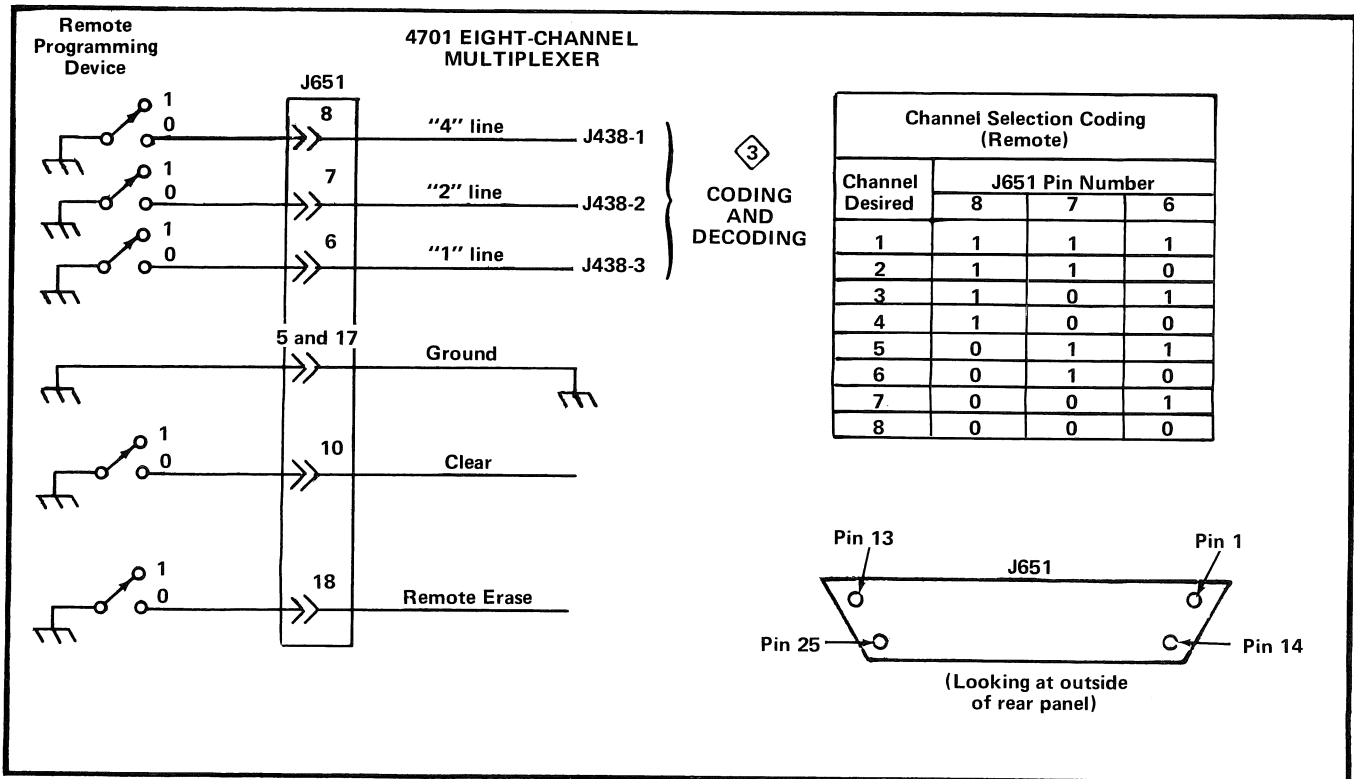 Remote
Programming
Device
4701 EIGHT-CHANNEL
MULTIPLEXER
J651
1
0
8
"4" line
J438-1
1
0
7
"2" line
J438-2
1
0
6
"1" line
J438-3
3
CODING
AND
DECODING
5 and 17
Ground
1
0
10
Clear
1
0
18
Remote Erase
Channel Selection Coding
(Remote)
Channel
Desired
J651 Pin Number
8 7 6
1 1 1 1
2 1 1 0
3 1 0 1
4 1 0 0
5 0 1 1
6 0 1 0
7 0 0 1
8 0 0 0
Pin 13
J651
Pin 1
Pin 25
Pin 14
(Looking at outside
of rear panel)